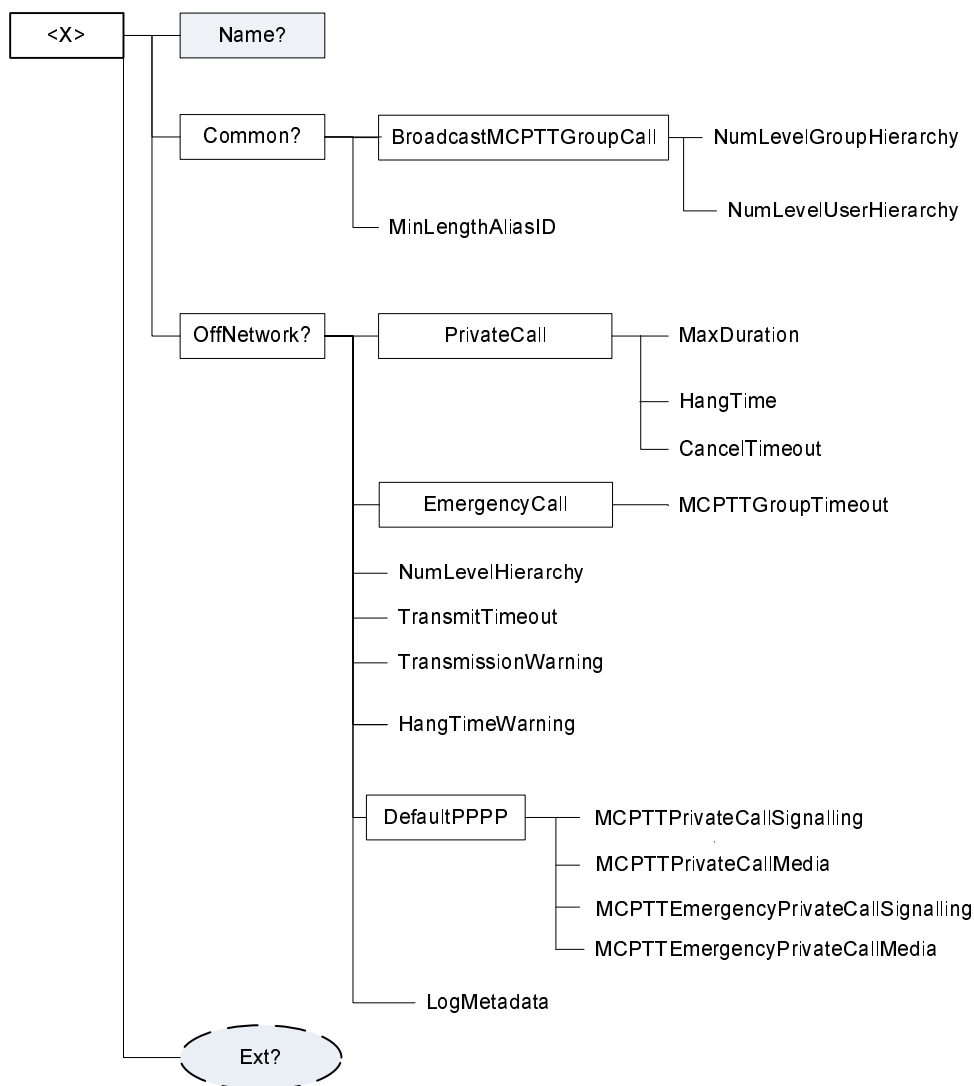 <X>
Name?
Common?
BroadcastMCPTTGroupCall
NumLevelGroupHierarchy
NumLevelUserHierarchy
MinLengthAliasID
OffNetwork?
PrivateCall
MaxDuration
HangTime
CancelTimeout
EmergencyCall
MCPTTGroupTimeout
NumLevelHierarchy
TransmitTimeout
TransmissionWarning
HangTimeWarning
DefaultPPPP
MCPTTPrivateCallSignalling
MCPTTPrivateCallMedia
MCPTTEmergencyPrivateCallSignalling
MCPTTEmergencyPrivateCallMedia
LogMetadata
Ext?